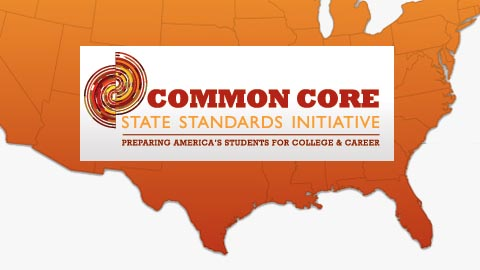 COMMON CORE
STATE STANDARDS INITIATIVE
PREPARING AMERICA'S STUDENTS FOR COLLEGE & CAREER